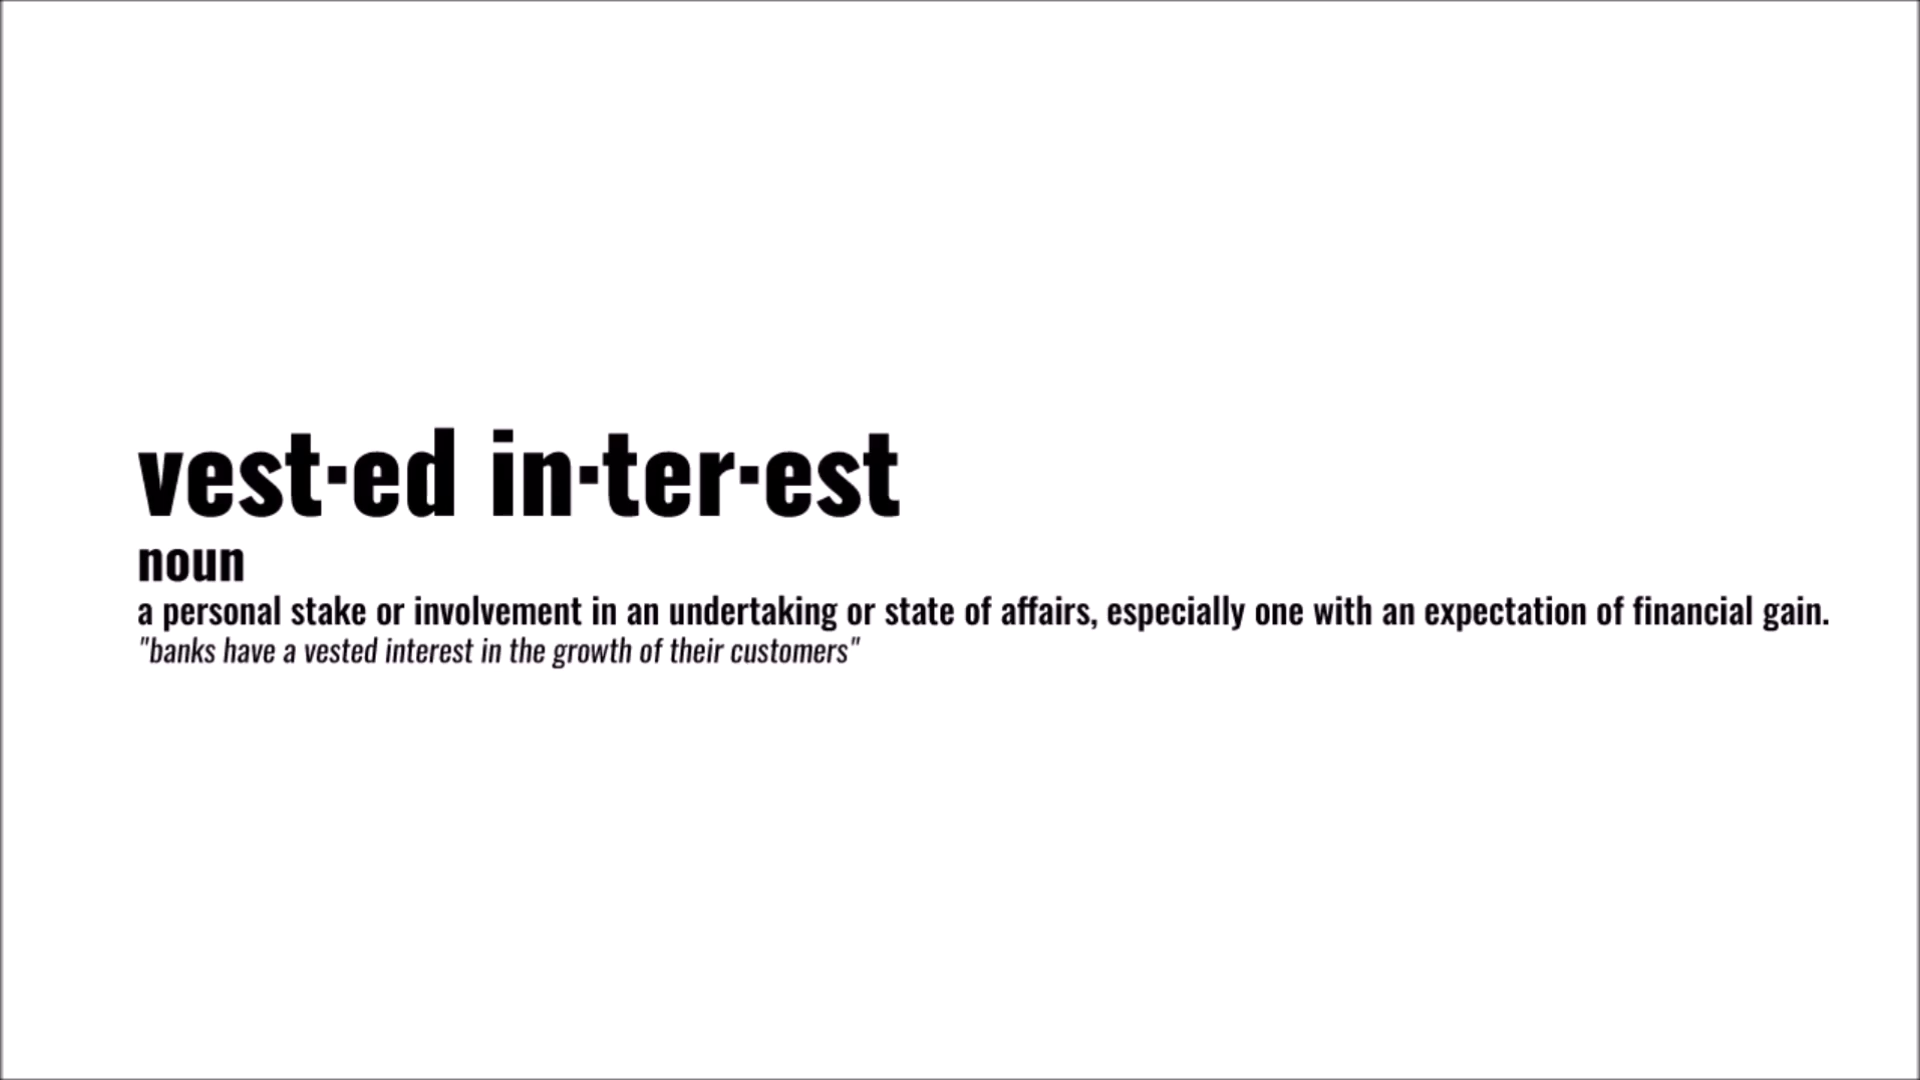 vest·ed in·ter·est
noun
a personal stake or involvement in an undertaking or state of affairs, especially one with an expectation of financial gain.
"banks have a vested interest in the growth of their customers"